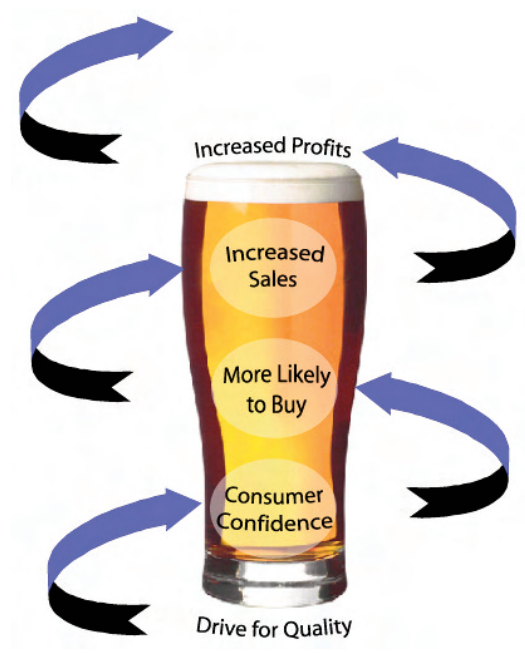 Increased Profits
Increased
Sales
More Likely
to Buy
Consumer
Confidence
Drive for Quality